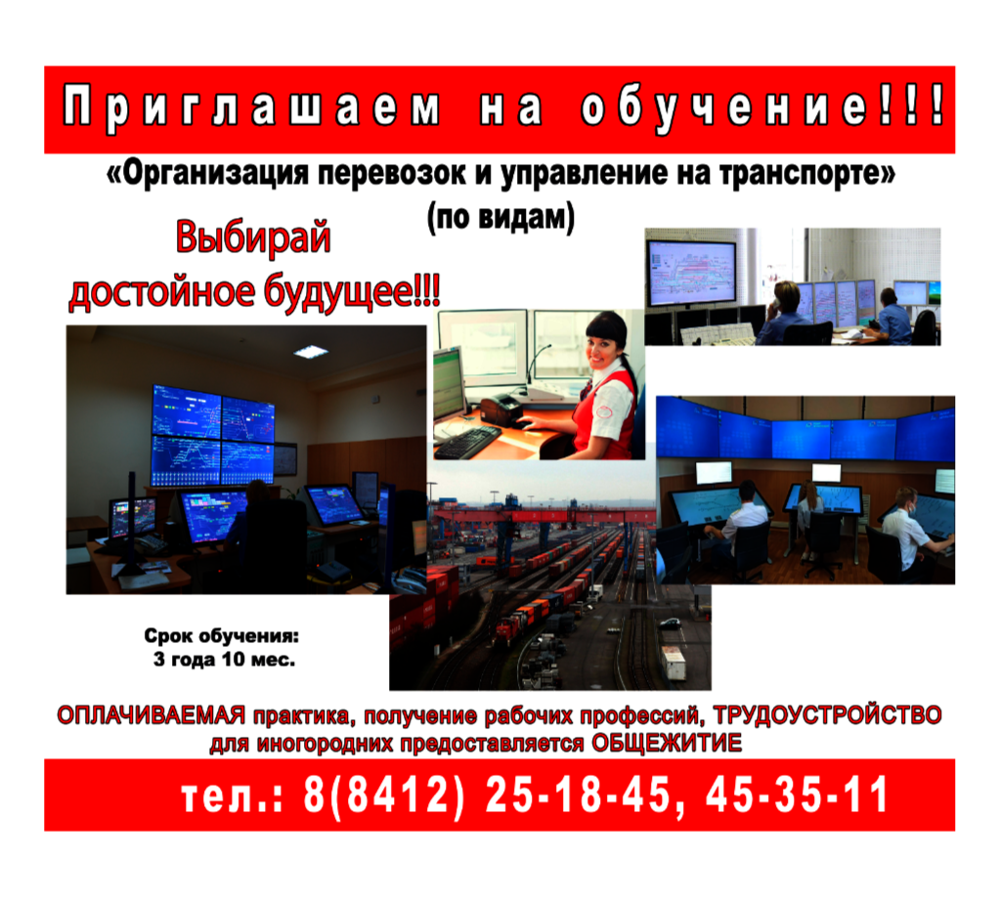 Приглашаем на обучение!!!
«Организация перевозок и управление на транспорте»
(по видам)
Выбирай
достойное будущее!!!
Срок обучения:
3 года 10 мес.
ОПЛАЧИВАЕМАЯ практика, получение рабочих профессий, ТРУДОУСТРОЙСТВО
для иногородних предоставляется ОБЩЕЖИТИЕ
тел.: 8(8412) 25-18-45, 45-35-11